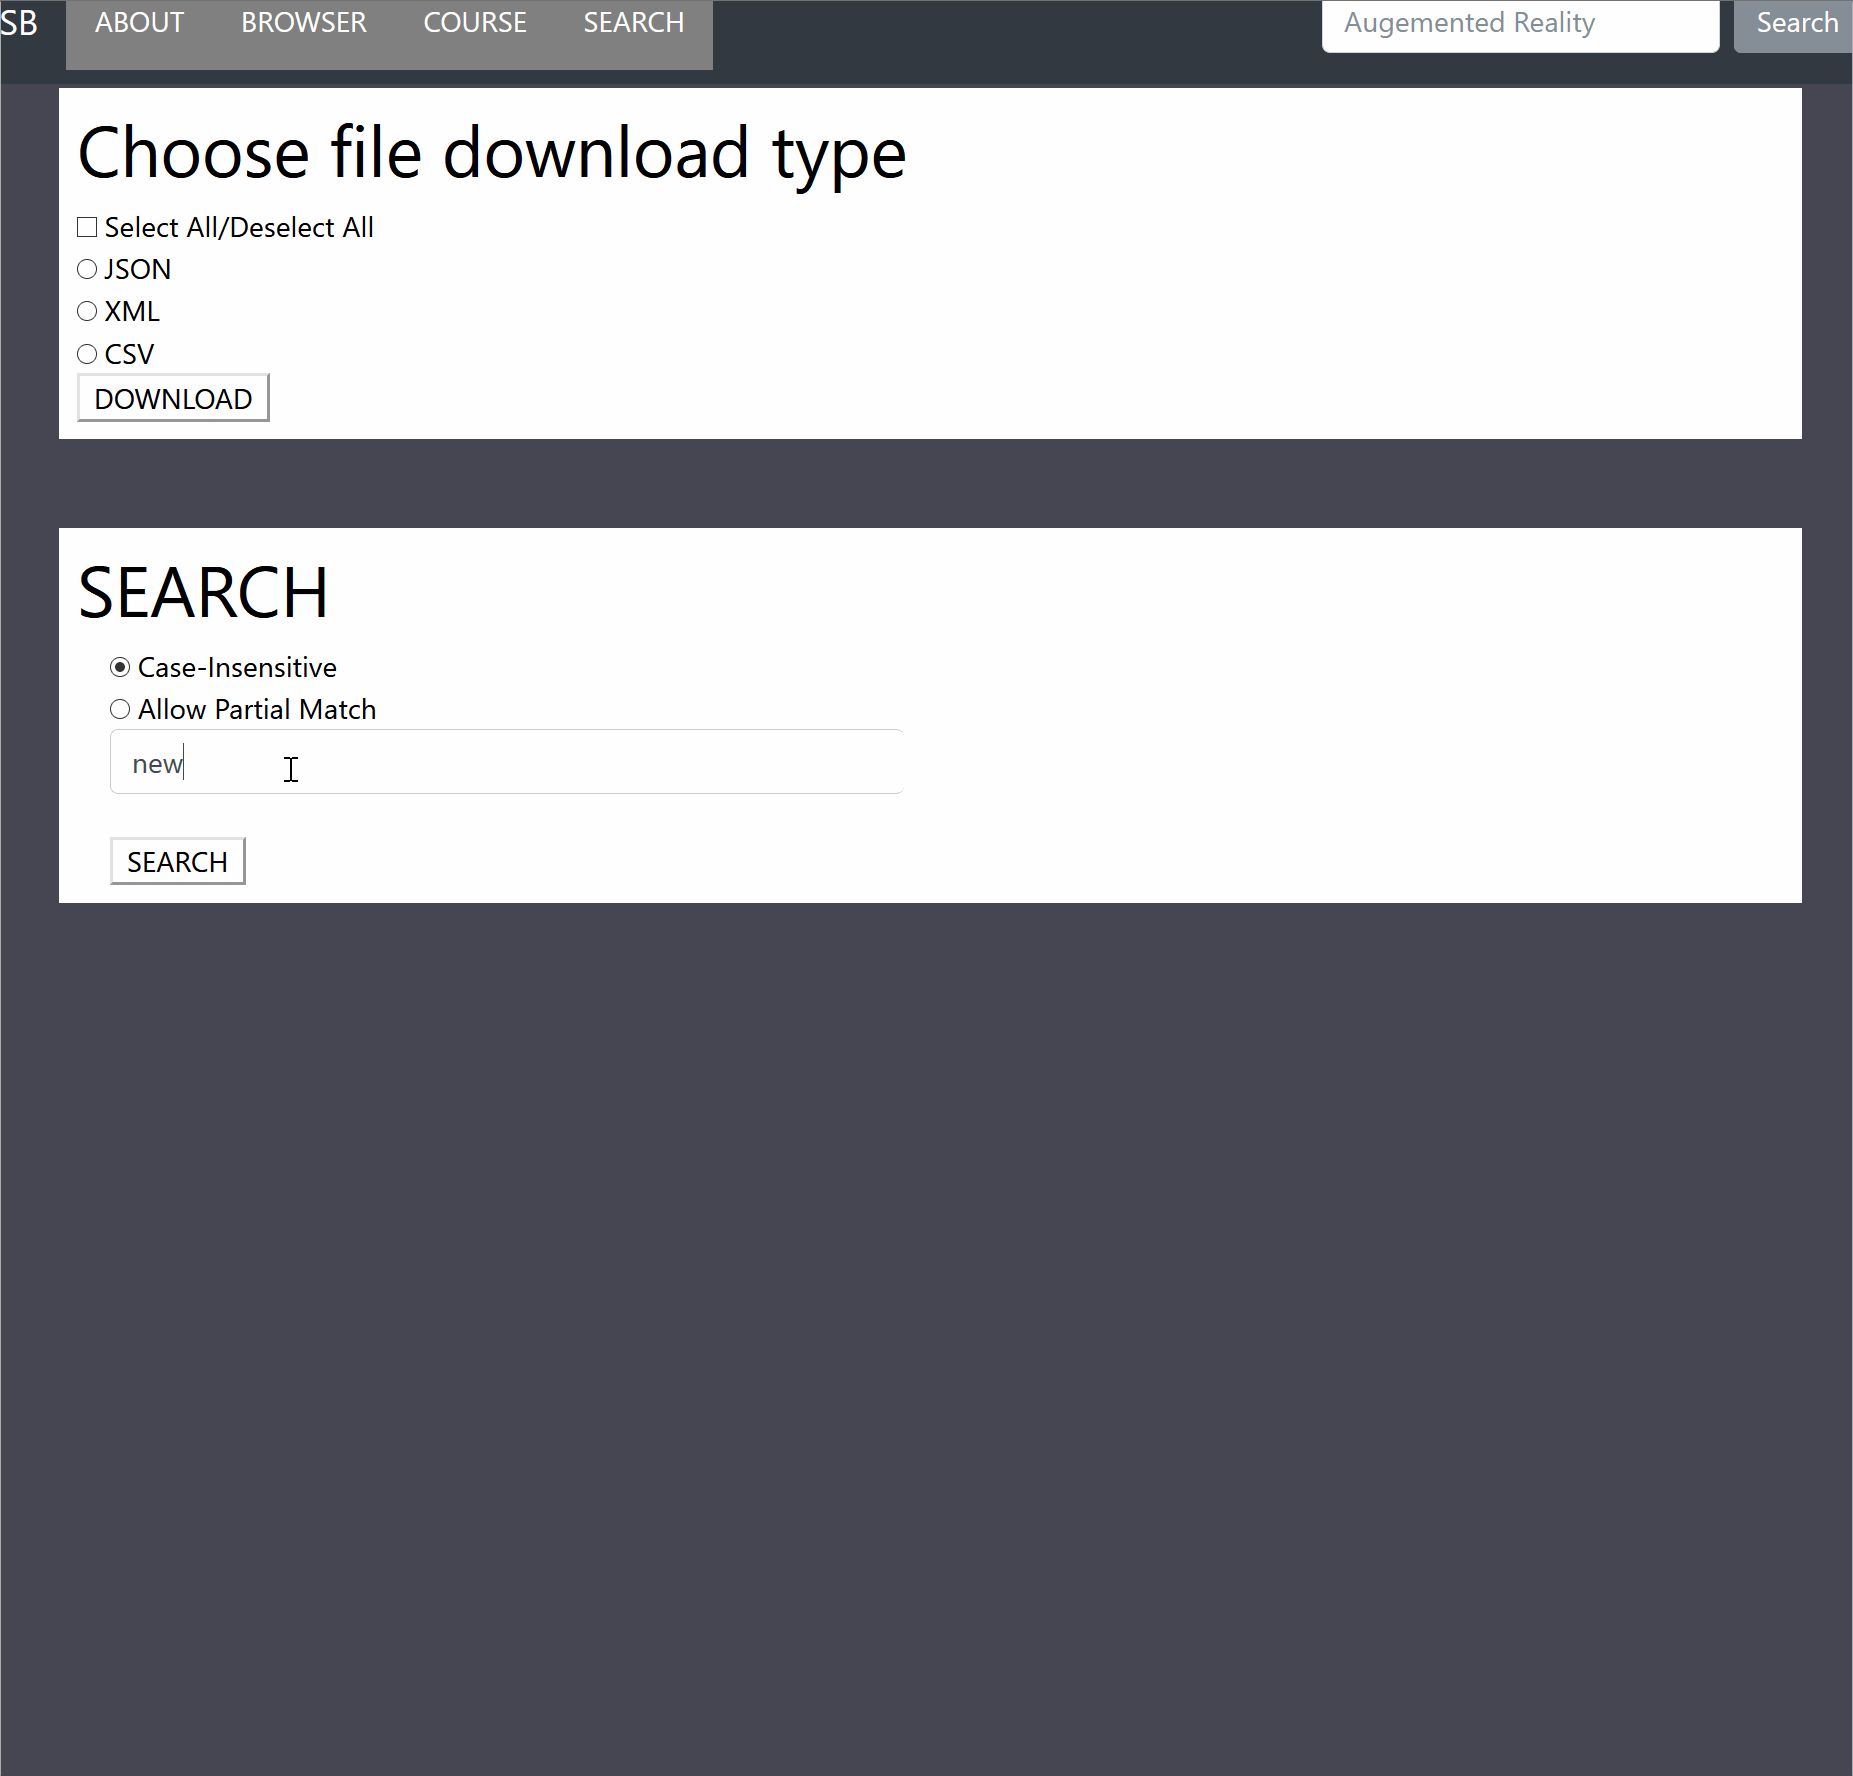 SB ABOUT BROWSER COURSE SEARCH Augemented Reality Search
Choose file download type
Select All/Deselect All
JSON
XML
CSV
DOWNLOAD
SEARCH
Case-Insensitive
Allow Partial Match
new
SEARCH